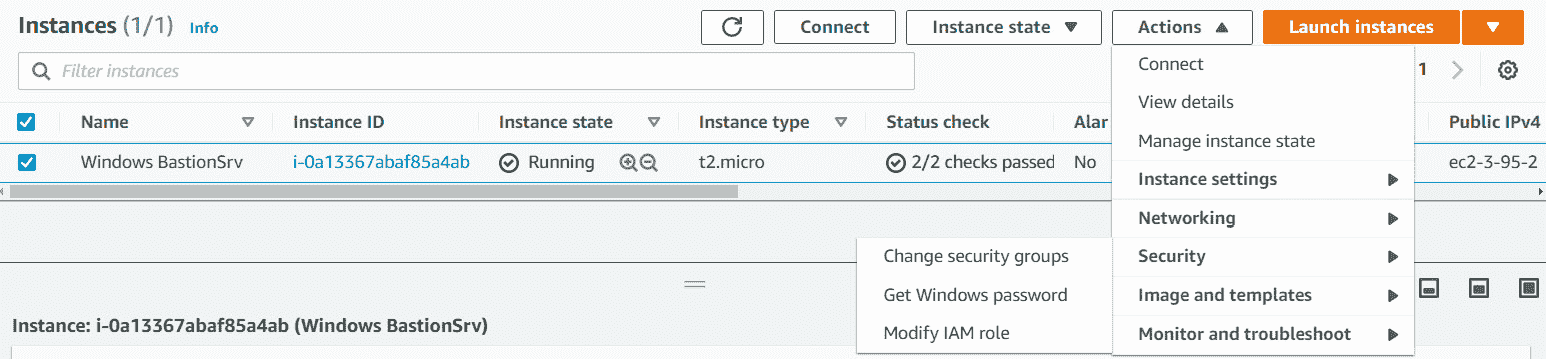 Instances (1/1) Info Connect Instance state Actions Launch instances
Filter instances
Connect
1
View details
Name Instance ID Instance state Instance type Status check Alar Public IPv4
Manage instance state
Windows BastionSrv i-0a13367abaf85a4ab Running t2.micro 2/2 checks passed No ec2-3-95-2
Instance settings
Networking
Change security groups Security
Get Windows password Image and templates
Instance: i-0a13367abaf85a4ab (Windows BastionSrv) Modify IAM role Monitor and troubleshoot